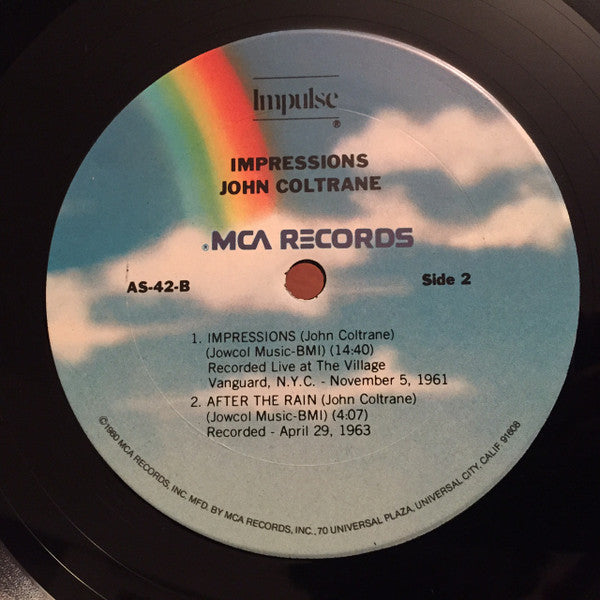 Impulse
®
IMPRESSIONS
JOHN COLTRANE
®MCA RECORDS
AS-42-B
Side 2
1. IMPRESSIONS (John Coltrane)
(Jowcol Music-BMI) (14:40)
Recorded Live at The Village
Vanguard, N.Y.C. - November 5, 1961
2. AFTER THE RAIN (John Coltrane)
(Jowcol Music-BMI) (4:07)
Recorded - April 29, 1963
©1980 MCA RECORDS, INC. MFD. BY MCA RECORDS, INC., 70 UNIVERSAL PLAZA, UNIVERSAL CITY, CALIF. 91608